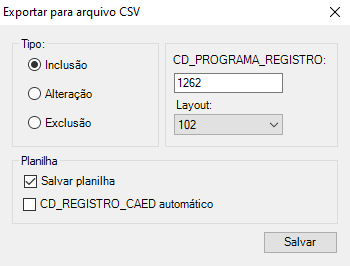 Exportar para arquivo CSV
Tipo:
Inclusão
Alteração
Exclusão
CD_PROGRAMA_REGISTRO:
1262
Layout:
102
Planilha
Salvar planilha
CD_REGISTRO_CAED automático
Salvar